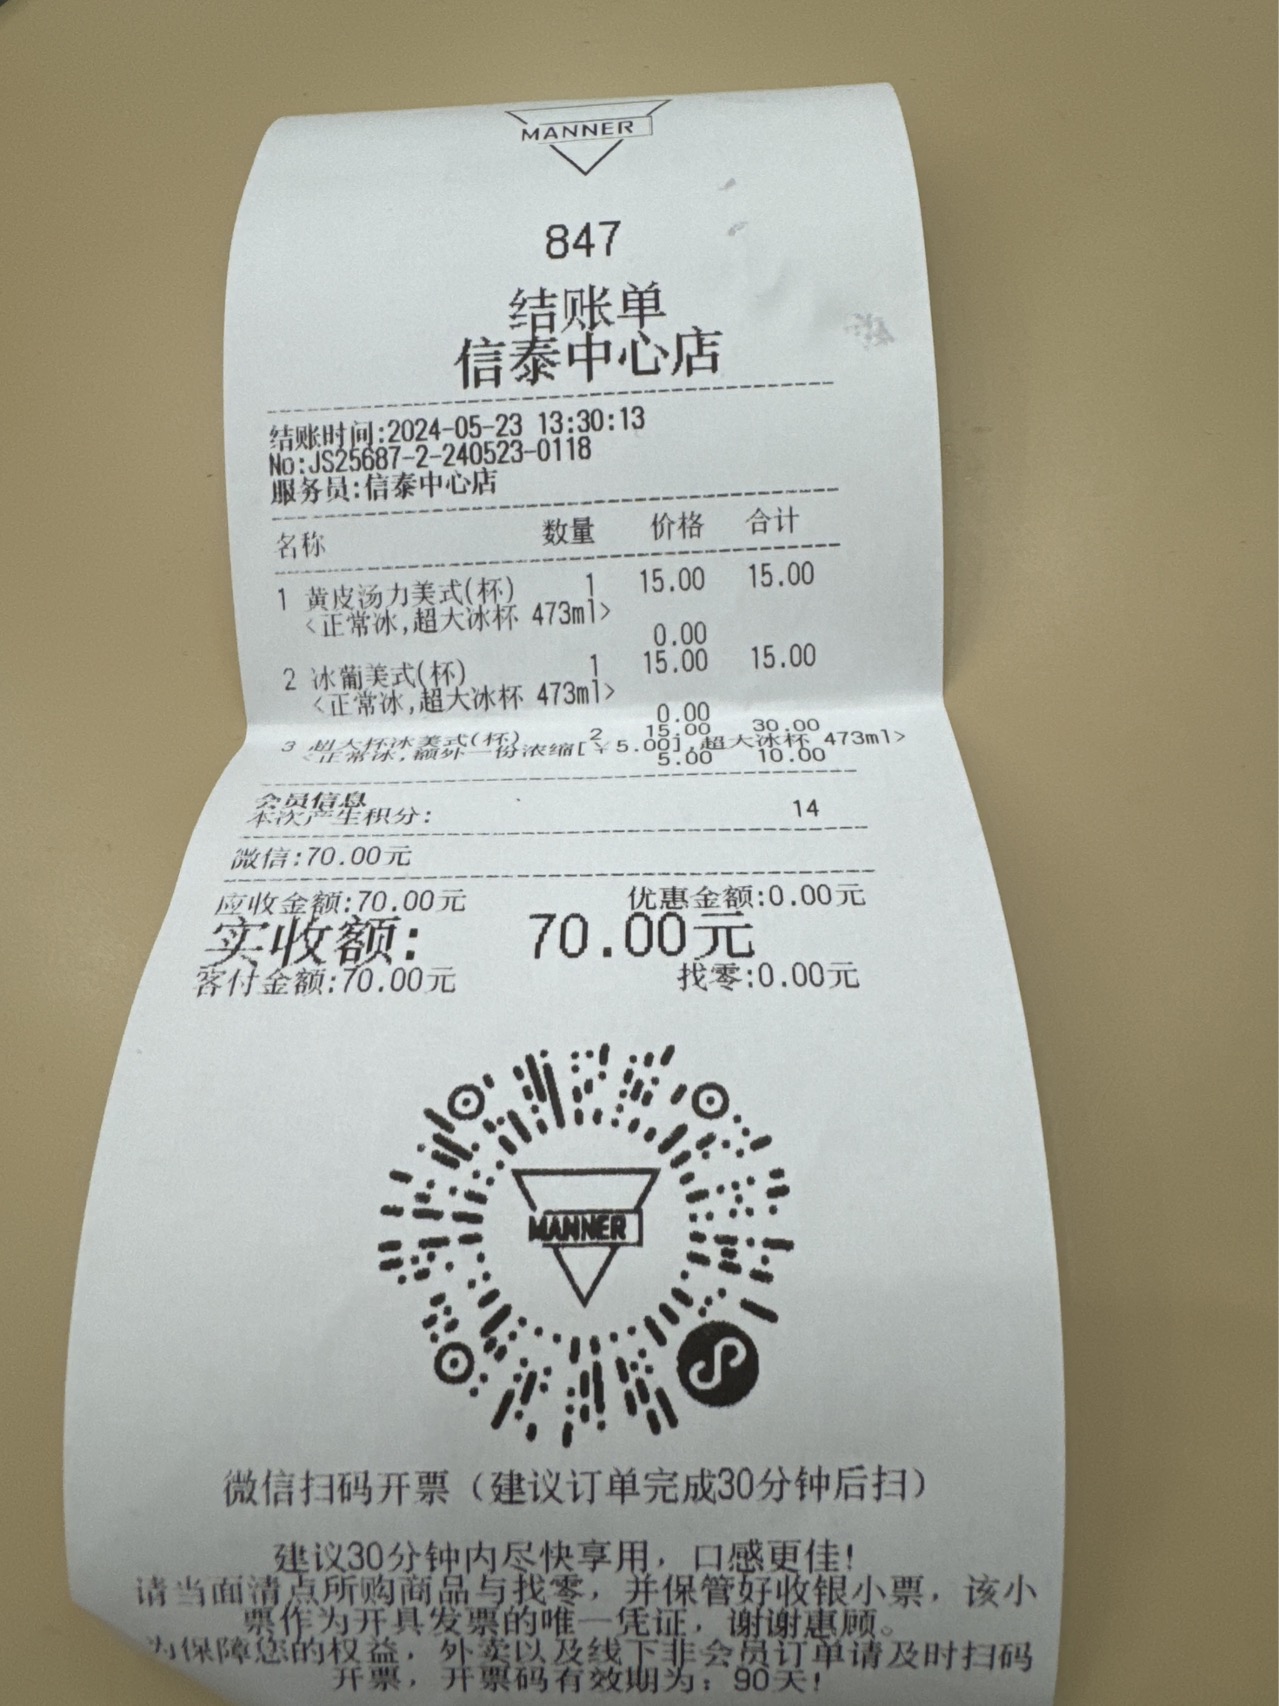 MANNER
847
结账单
信泰中心店
结账时间:2024-05-23 13:30:13
No:JS25687-2-240523-0118
服务员:信泰中心店
名称 数量 价格 合计
1 黄皮汤力美式(杯) 1 15.00 15.00
<正常冰,超大冰杯 473ml>
0.00
2 冰葡美式(杯) 1 15.00 15.00
<正常冰,超大冰杯 473ml>
0.00
3 超大杯冰美式(杯) 2 15.00 30.00
<正常冰,额外一份浓缩[￥5.00],超大冰杯 473ml>
5.00 10.00
会员信息
本次产生积分: 14
微信:70.00元
应收金额:70.00元 优惠金额:0.00元
实收额: 70.00元
客付金额:70.00元 找零:0.00元
MANNER
微信扫码开票（建议订单完成30分钟后扫）
建议30分钟内尽快享用，口感更佳!
请当面清点所购商品与找零，并保管好收银小票，该小
票作为开具发票的唯一凭证，谢谢惠顾。
为保障您的权益，外卖以及线下非会员订单请及时扫码
开票，开票码有效期为：90天!